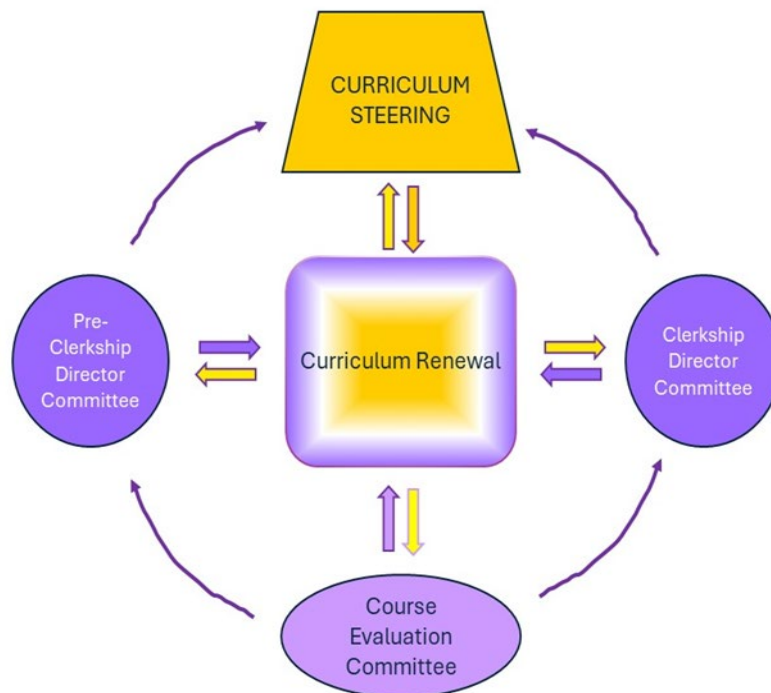 CURRICULUM
STEERING
Pre-
Clerkship
Director
Committee
Curriculum Renewal
Clerkship
Director
Committee
Course
Evaluation
Committee